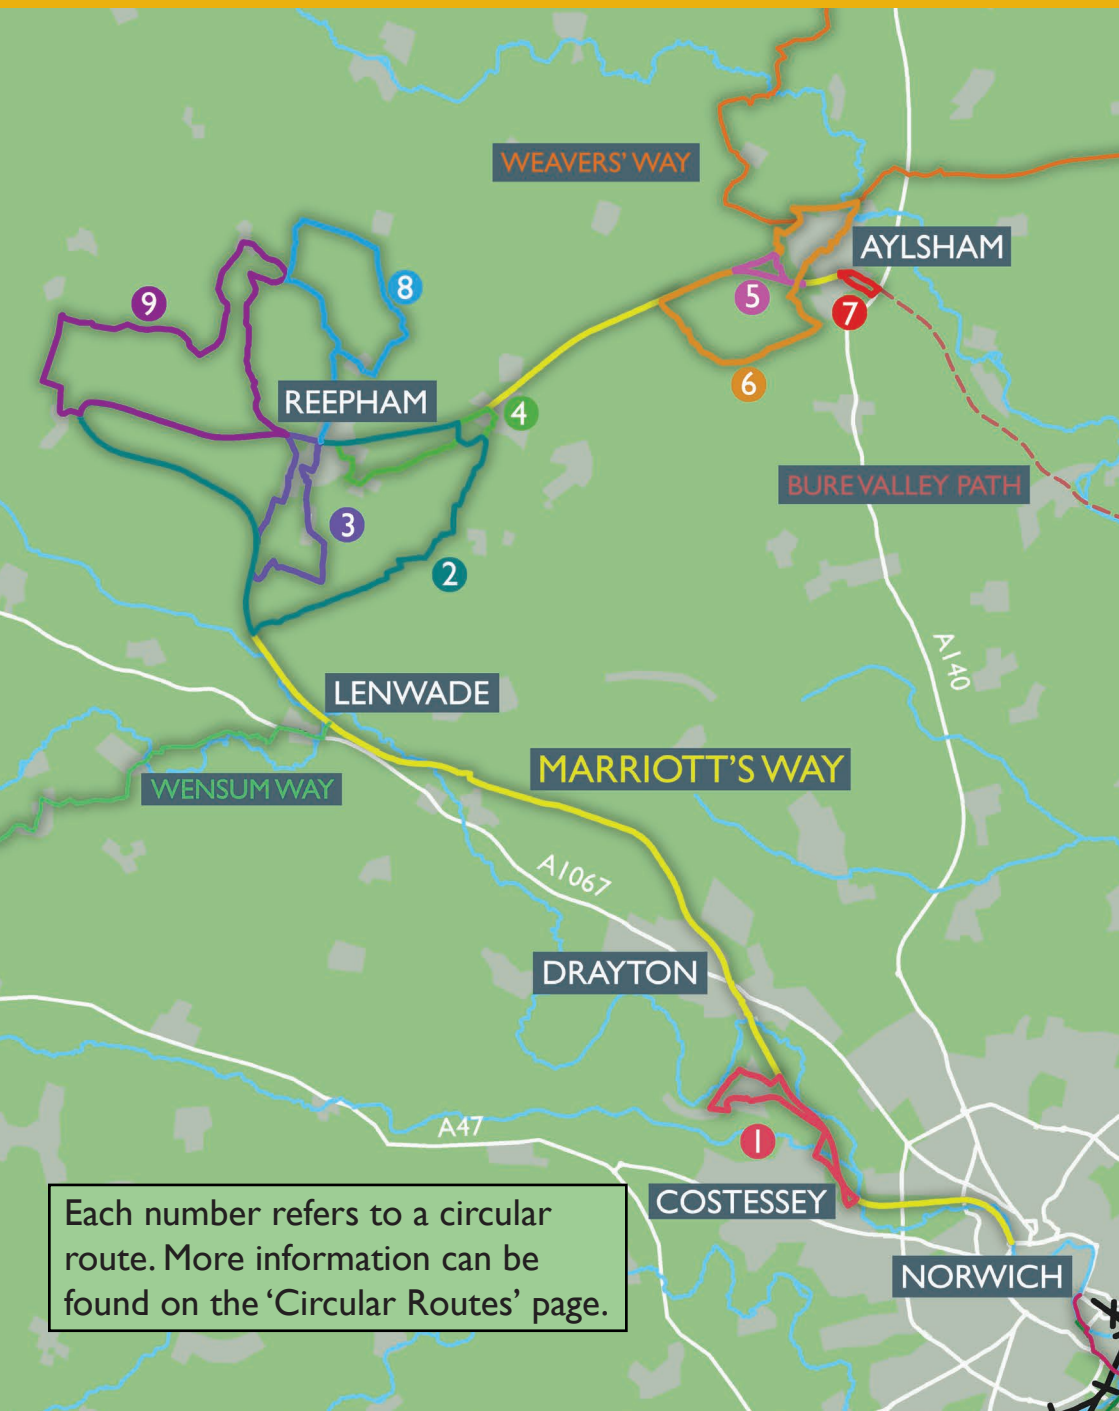 WEAVERS' WAY
AYLSHAM
8
9
5
7
6
REEPHAM
4
BURE VALLEY PATH
3
2
A140
LENWADE
MARRIOTT'S WAY
WENSUM WAY
A1067
DRAYTON
A47
1
COSTESSEY
Each number refers to a circular
route. More information can be
found on the 'Circular Routes' page.
NORWICH